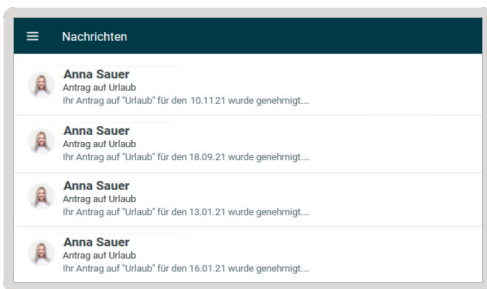 Nachrichten
Anna Sauer
Antrag auf Urlaub
Ihr Antrag auf "Urlaub" für den 10.11.21 wurde genehmigt....
Anna Sauer
Antrag auf Urlaub
Ihr Antrag auf "Urlaub" für den 18.09.21 wurde genehmigt....
Anna Sauer
Antrag auf Urlaub
Ihr Antrag auf "Urlaub" für den 13.01.21 wurde genehmigt....
Anna Sauer
Antrag auf Urlaub
Ihr Antrag auf "Urlaub" für den 16.01.21 wurde genehmigt....